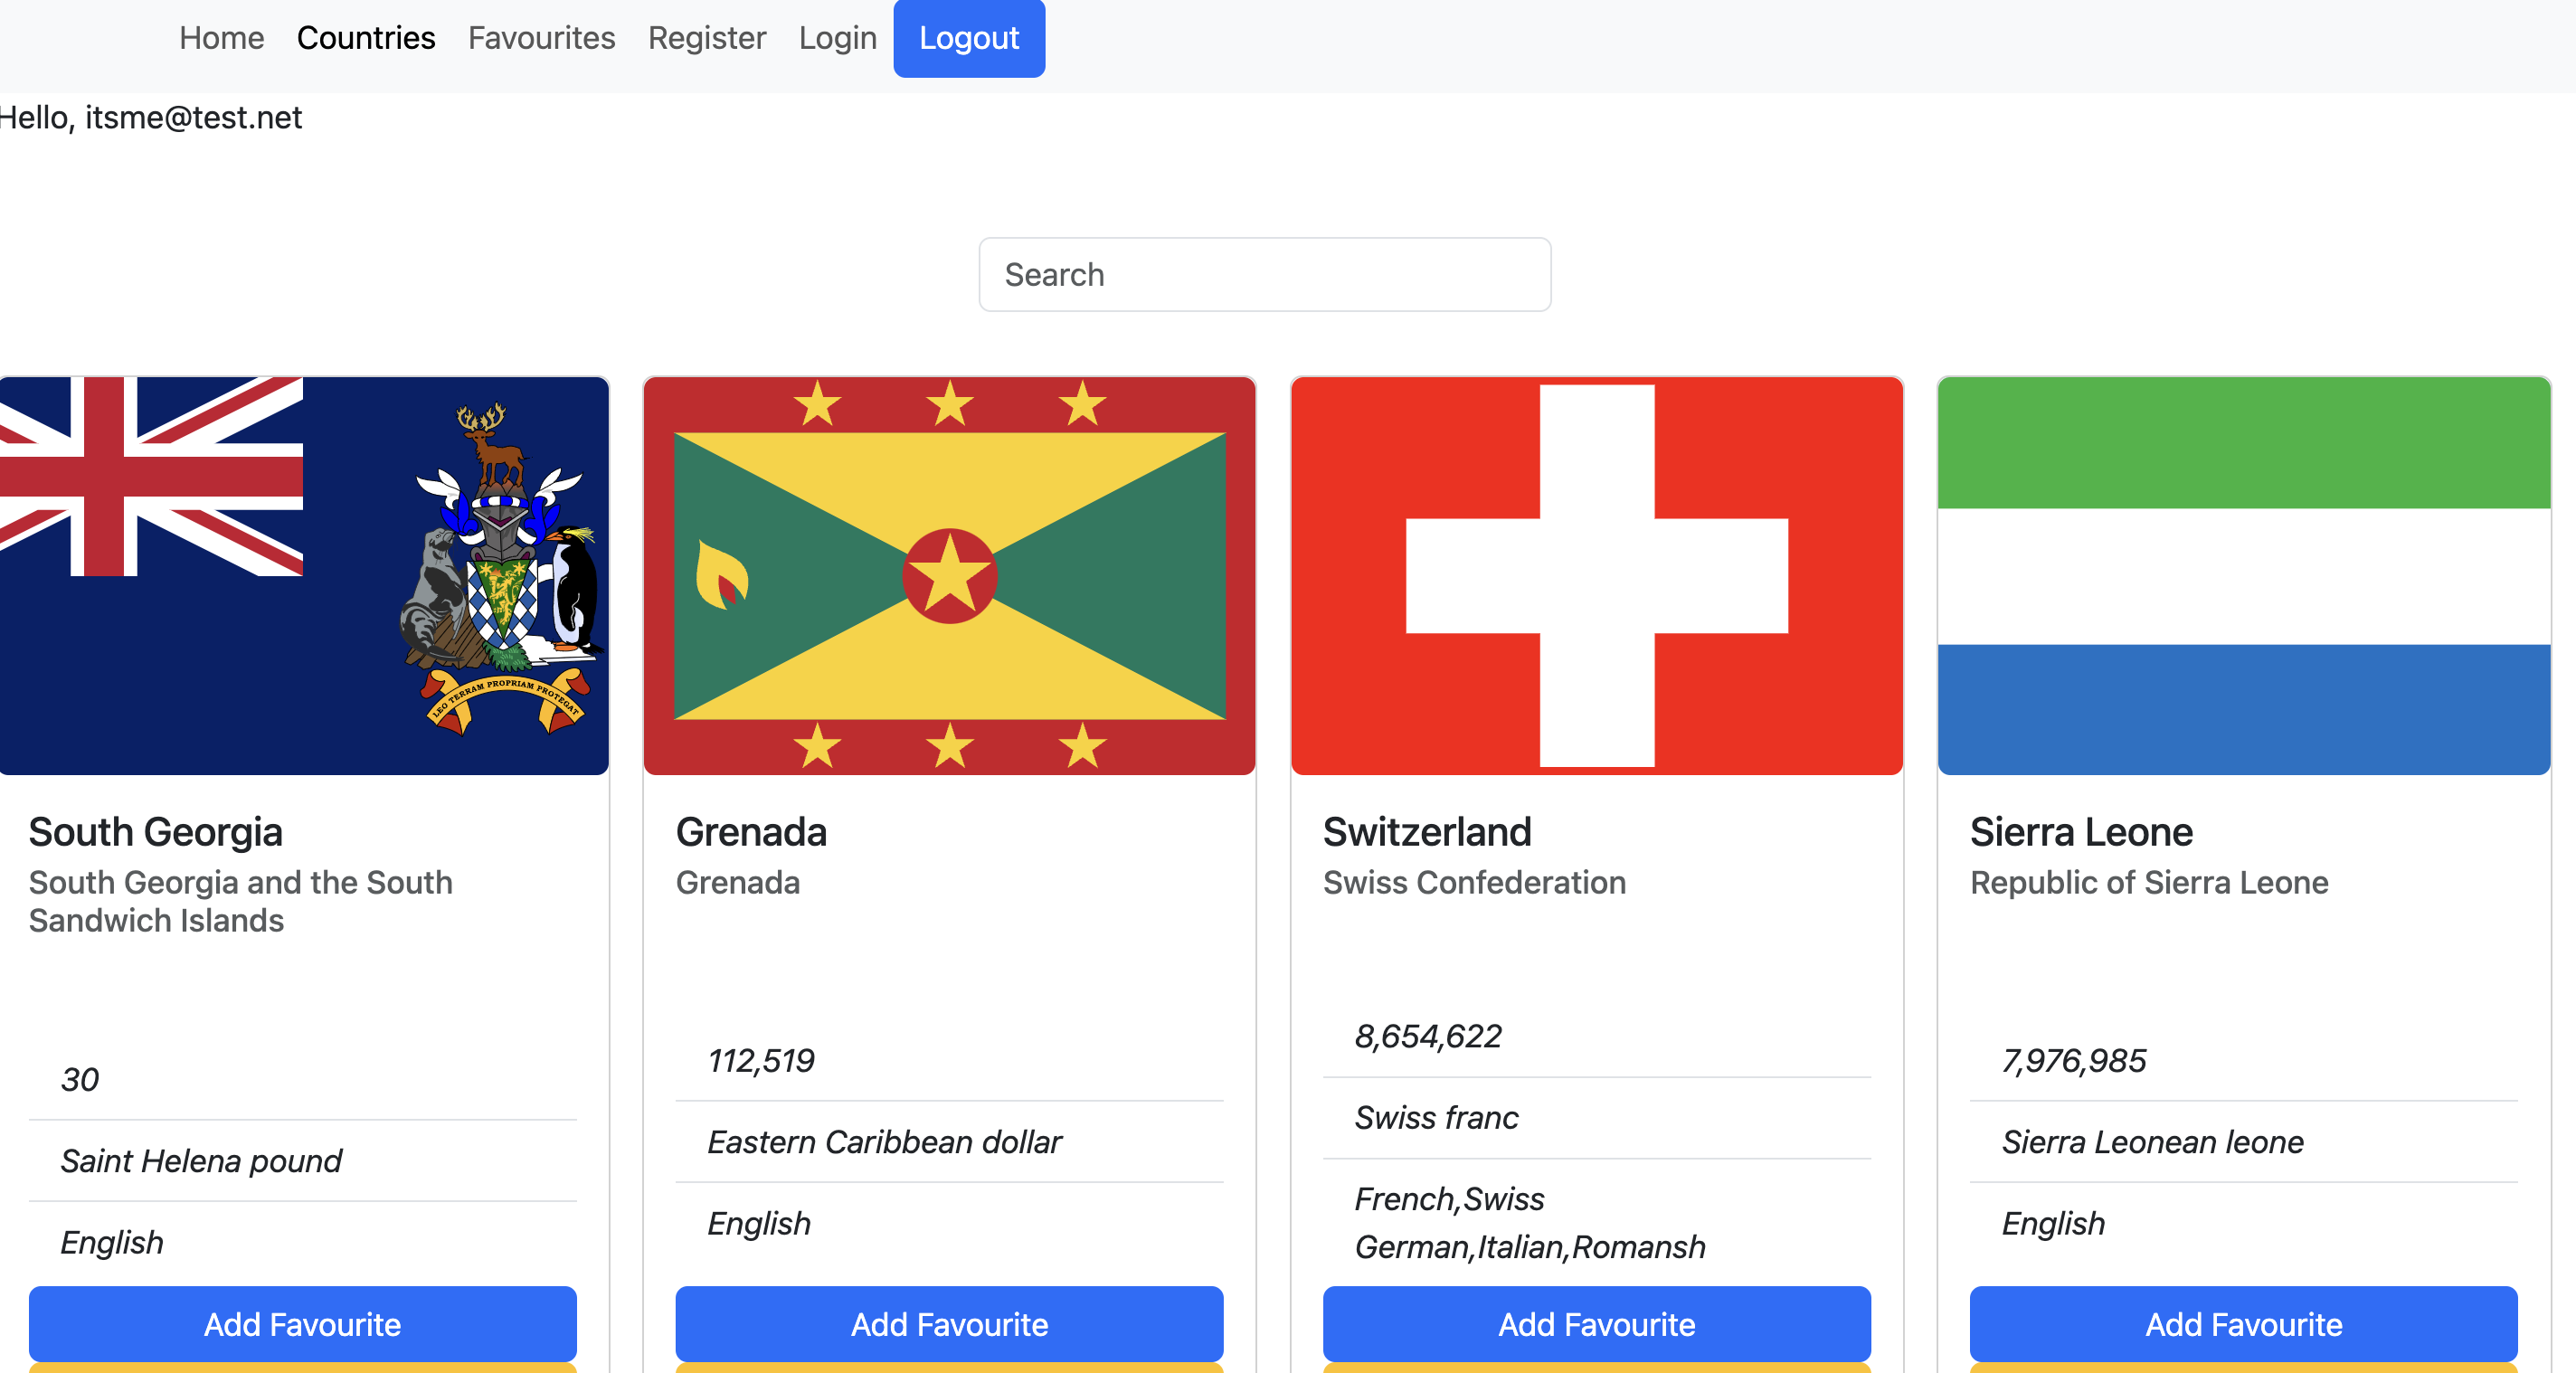 Home Countries Favourites Register Login Logout
Hello, itsme@test.net
Search
LEO TERRAM PROPRIAM PROTEGAT
South Georgia
South Georgia and the South
Sandwich Islands
30
Saint Helena pound
English
Add Favourite
Grenada
Grenada
112,519
Eastern Caribbean dollar
English
Add Favourite
Switzerland
Swiss Confederation
8,654,622
Swiss franc
French,Swiss
German,Italian,Romansh
Add Favourite
Sierra Leone
Republic of Sierra Leone
7,976,985
Sierra Leonean leone
English
Add Favourite